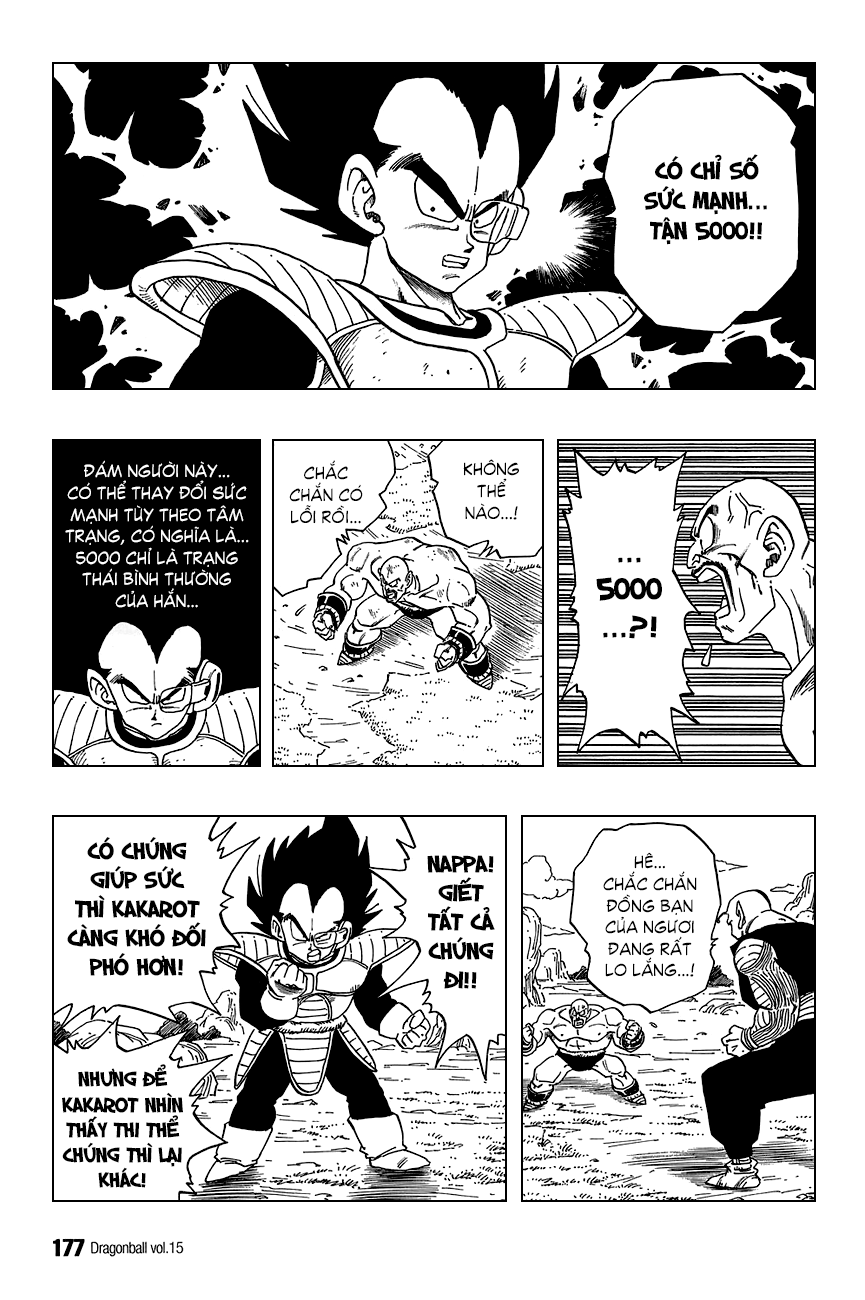 CÓ CHỈ SỐ
SỨC MẠNH...
TẬN 5000!!
...
5000
...?!
KHÔNG
THỂ
NÀO...!
CHẮC
CHẮN CÓ
LỒI RỒI...
ĐÁM NGƯỜI NÀY...
CÓ THỂ THAY ĐỔI SỨC
MẠNH TÙY THEO TÂM
TRẠNG, CÓ NGHĨA LÀ...
5000 CHỈ LÀ TRẠNG
THÁI BÌNH THƯỜNG
CỦA HẮN...
HÊ...
CHẮC CHẮN
ĐỒNG BẠN
CỦA NGƯƠI
ĐANG RẤT
LO LẮNG...!
NAPPA!
GIẾT
TẤT CẢ
CHÚNG
ĐI!!
CÓ CHÚNG
GIÚP SỨC
THÌ KAKAROT
CÀNG KHÓ ĐỐI
PHÓ HƠN!
NHƯNG ĐỂ
KAKAROT NHÌN
THẤY THI THỂ
CHÚNG THÌ LẠI
KHÁC!
177 Dragonball vol.15